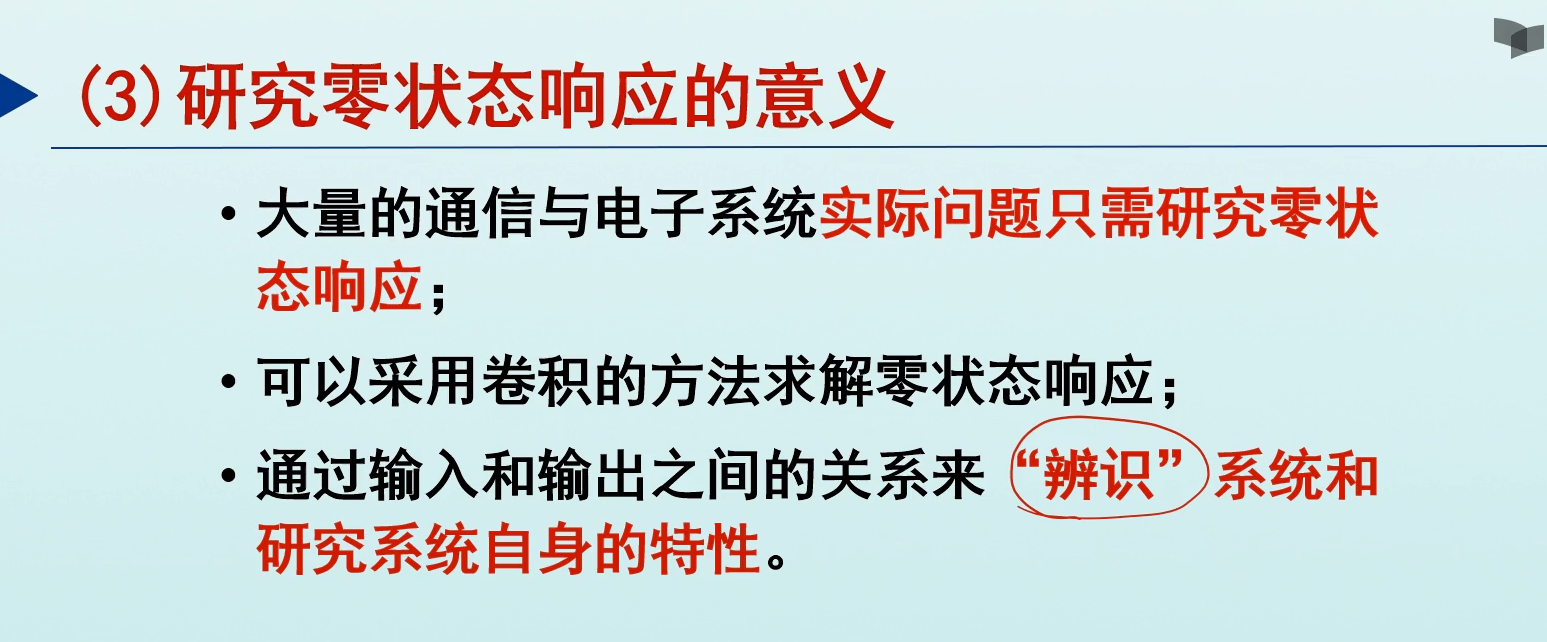 (3)研究零状态响应的意义
•大量的通信与电子系统实际问题只需研究零状
态响应；
•可以采用卷积的方法求解零状态响应；
•通过输入和输出之间的关系来“辨识”系统和
研究系统自身的特性。